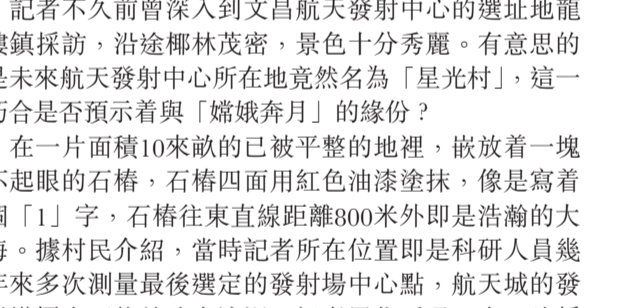 記者不久前曾深入到文昌航天發射中心的選址地龍
樓鎮採訪，沿途椰林茂密，景色十分秀麗。有意思的
是未來航天發射中心所在地竟然名為「星光村」，這一
巧合是否預示着與「嫦娥奔月」的緣份？
在一片面積10來畝的已被平整的地裡，嵌放着一塊
不起眼的石樁，石樁四面用紅色油漆塗抹，像是寫着
個「1」字，石樁往東直線距離800米外即是浩瀚的大
海。據村民介紹，當時記者所在位置即是科研人員幾
年來多次測量最後選定的發射場中心點，航天城的發